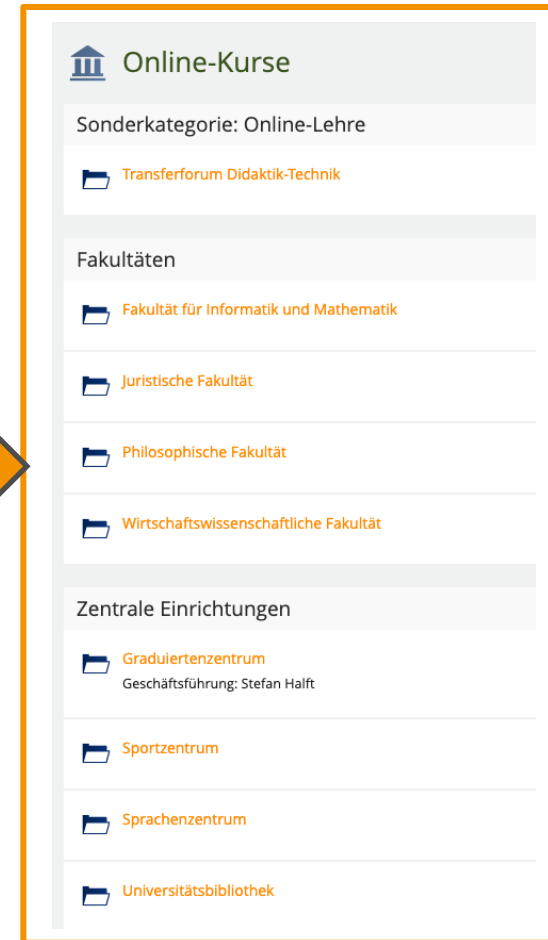 Online-Kurse
Sonderkategorie: Online-Lehre
Transferforum Didaktik-Technik
Fakultäten
Fakultät für Informatik und Mathematik
Juristische Fakultät
Philosophische Fakultät
Wirtschaftswissenschaftliche Fakultät
Zentrale Einrichtungen
Graduiertenzentrum
Geschäftsführung: Stefan Halft
Sportzentrum
Sprachenzentrum
Universitätsbibliothek